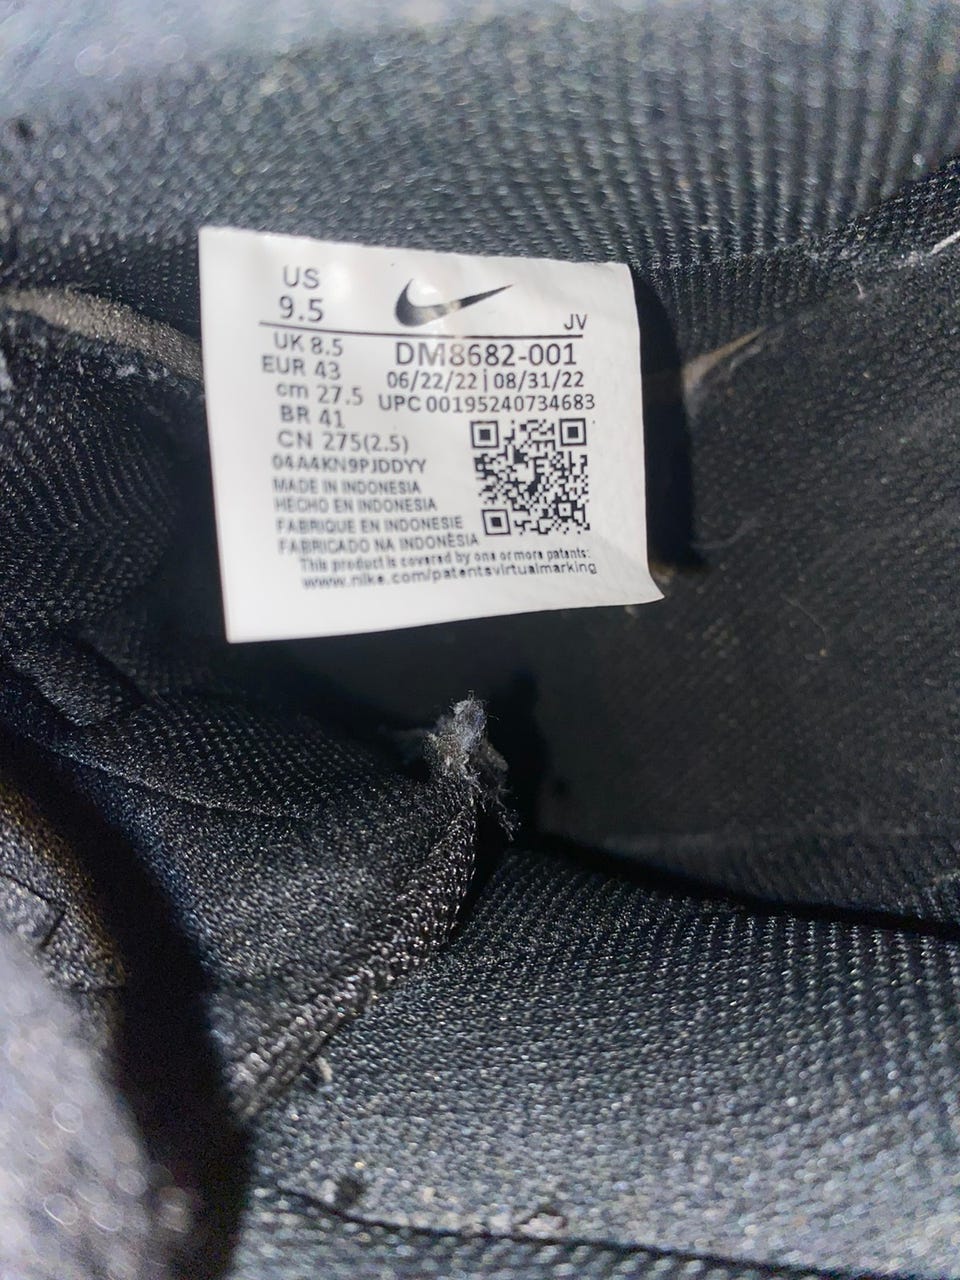 US
9.5
JV
UK 8.5
EUR 43
cm 27.5
BR 41
CN 275(2.5)
DM8682-001
06/22/22 | 08/31/22
UPC 00195240734683
04A4KN9PJDDYY
MADE IN INDONESIA
HECHO EN INDONESIA
FABRIQUE EN INDONESIE
FABRICADO NA INDONÈSIA
This product is covered by one or more patents:
www.nike.com/patentsvirtualmarking